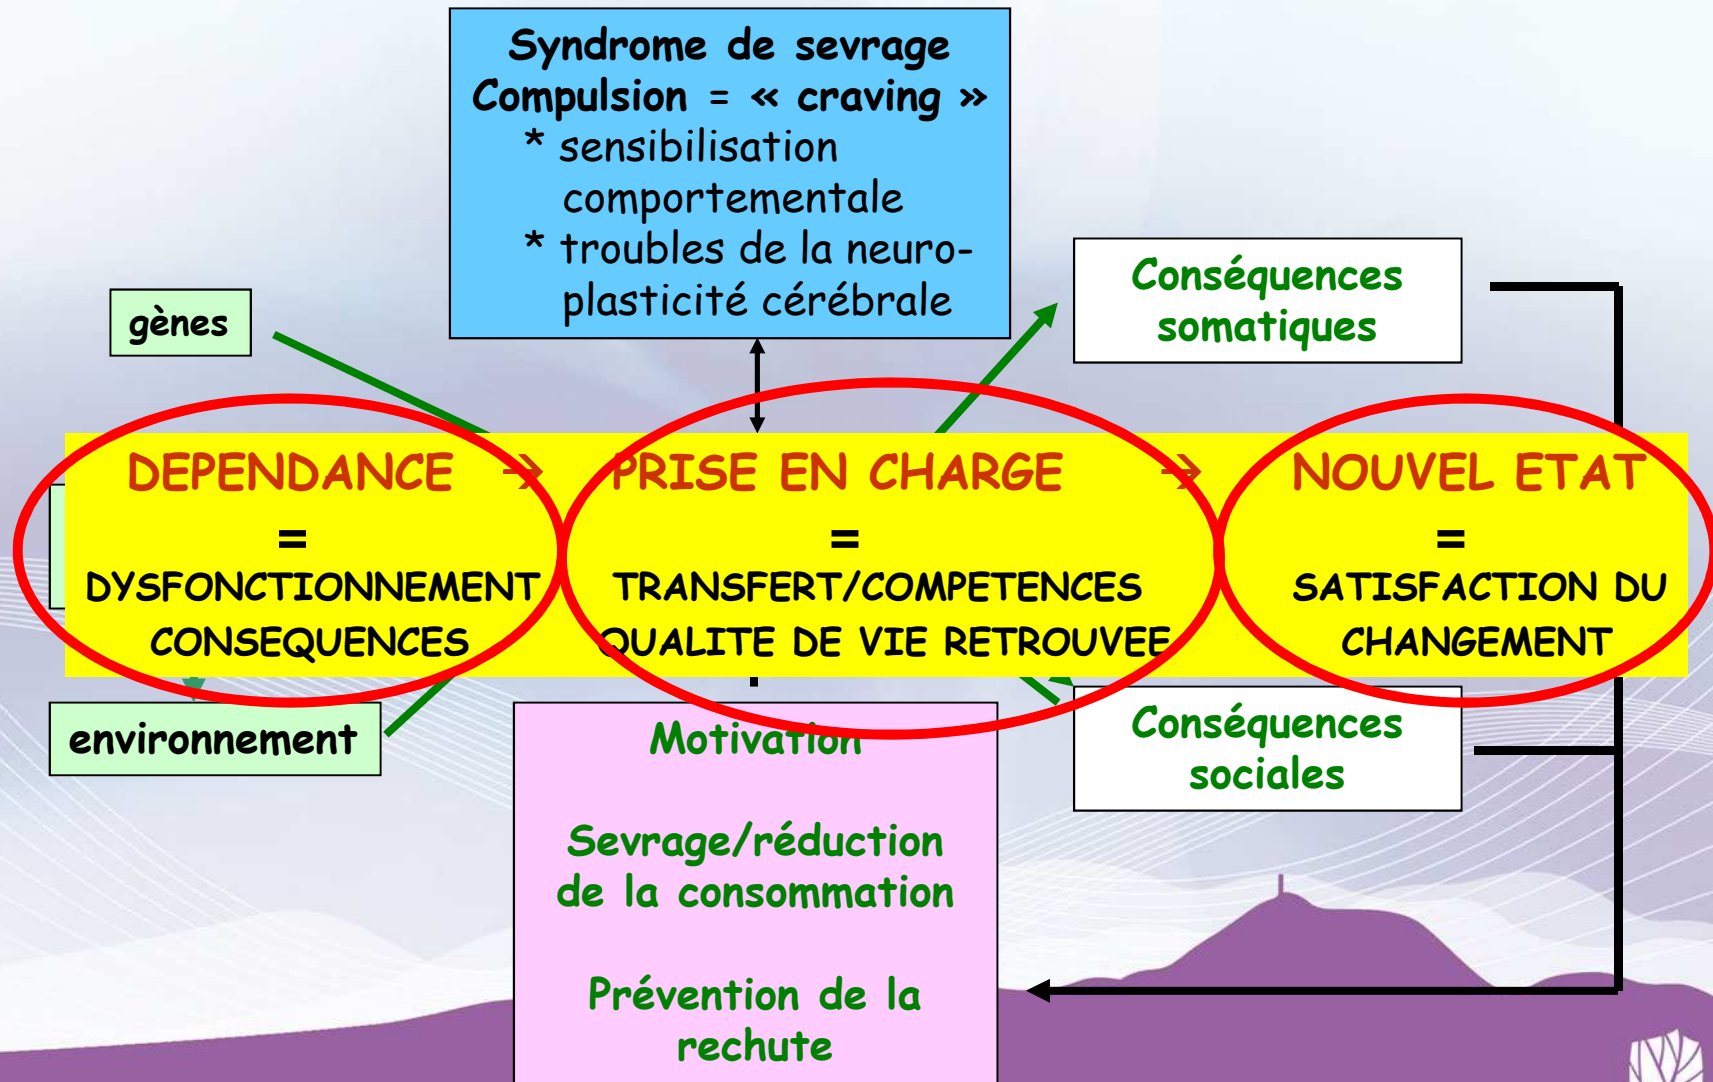 Syndrome de sevrage
Compulsion = « craving »
* sensibilisation
comportementale
* troubles de la neuro-
plasticité cérébrale
gènes
Conséquences
somatiques
DEPENDANCE → PRISE EN CHARGE → NOUVEL ETAT
= = =
DYSFONCTIONNEMENT TRANSFERT/COMPETENCES SATISFACTION DU
CONSEQUENCES QUALITE DE VIE RETROUVEE CHANGEMENT
environnement
Motivation
Sevrage/réduction
de la consommation
Prévention de la
rechute
Conséquences
sociales